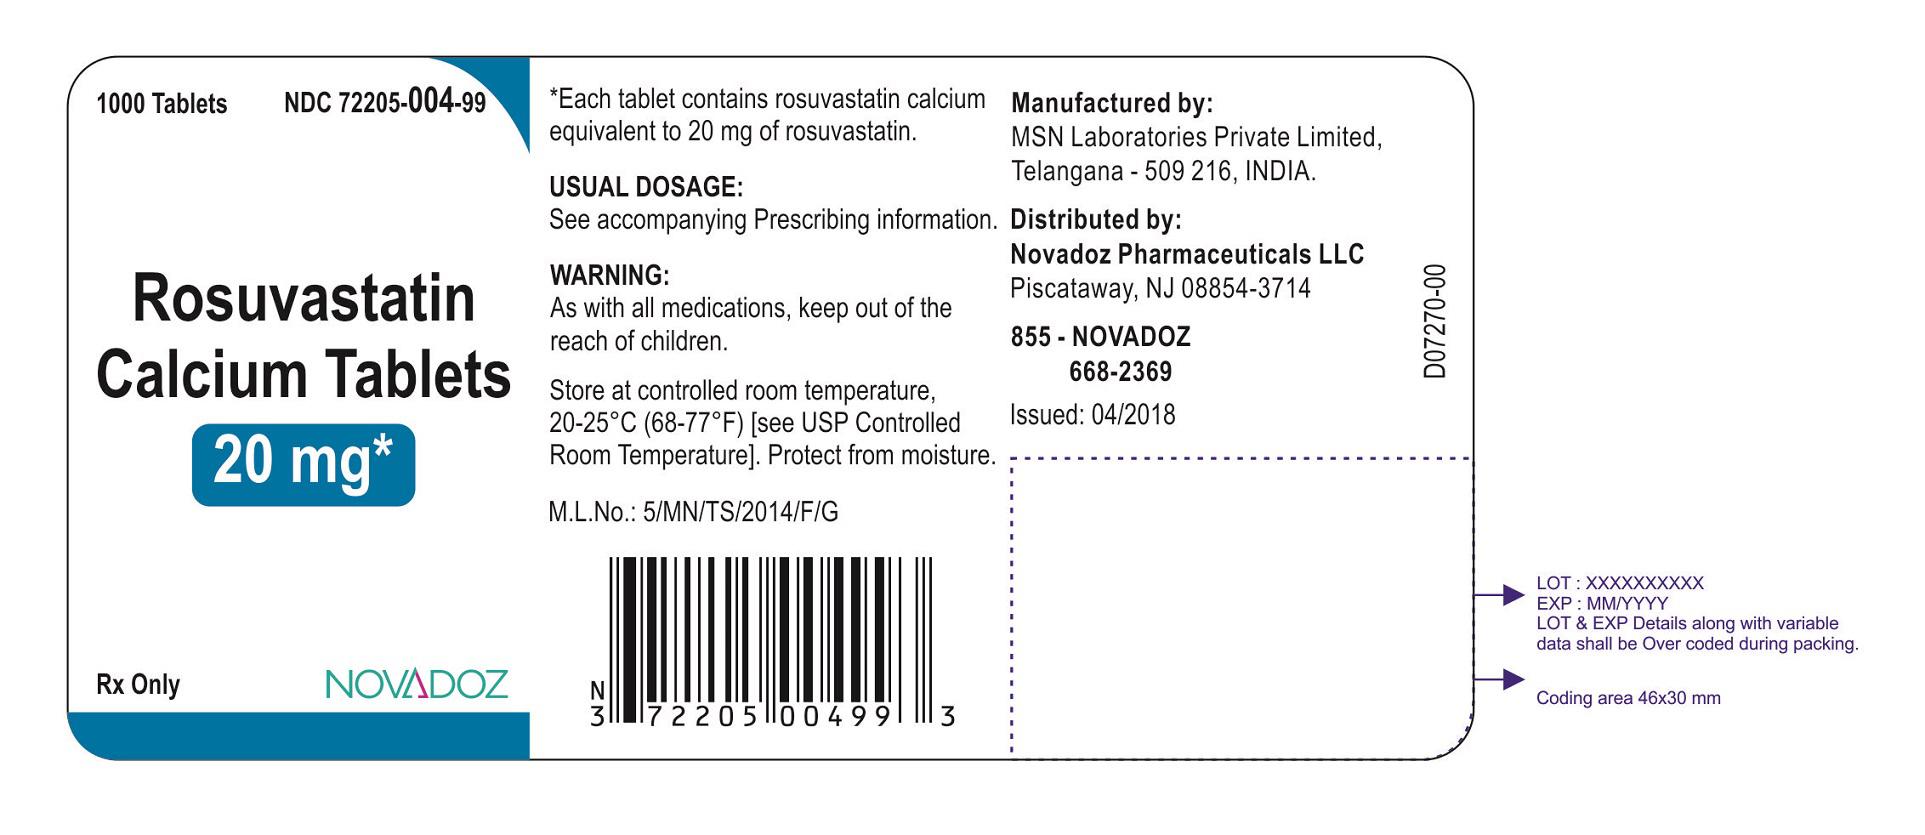 1000 Tablets NDC 72205-004-99
Rosuvastatin
Calcium Tablets
20 mg*
Rx Only NOVADOZ
*Each tablet contains rosuvastatin calcium
equivalent to 20 mg of rosuvastatin.
USUAL DOSAGE:
See accompanying Prescribing information.
WARNING:
As with all medications, keep out of the
reach of children.
Store at controlled room temperature,
20-25°C (68-77°F) [see USP Controlled
Room Temperature]. Protect from moisture.
M.L.No.: 5/MN/TS/2014/F/G
N
3 72205 00499 3
Manufactured by:
MSN Laboratories Private Limited,
Telangana - 509 216, INDIA.
Distributed by:
Novadoz Pharmaceuticals LLC
Piscataway, NJ 08854-3714
855 - NOVADOZ
668-2369
Issued: 04/2018
D07270-00
LOT : XXXXXXXXXX
EXP : MM/YYYY
LOT & EXP Details along with variable
data shall be Over coded during packing.
Coding area 46x30 mm